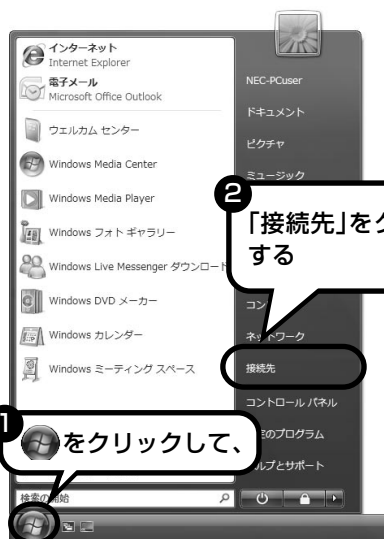 インターネット
Internet Explorer
電子メール
Microsoft Office Outlook
ウェルカム センター
Windows Media Center
Windows Media Player
Windows フォト ギャラリー
Windows Live Messenger ダウンロード
Windows DVD メーカー
Windows カレンダー
Windows ミーティング スペース
NEC-PCuser
ドキュメント
ピクチャ
ミュージック
2
「接続先」をク
する
コン
ネットワーク
接続先
コントロール パネル
のプログラム
ルプとサポート
1
をクリックして、
検索の開始